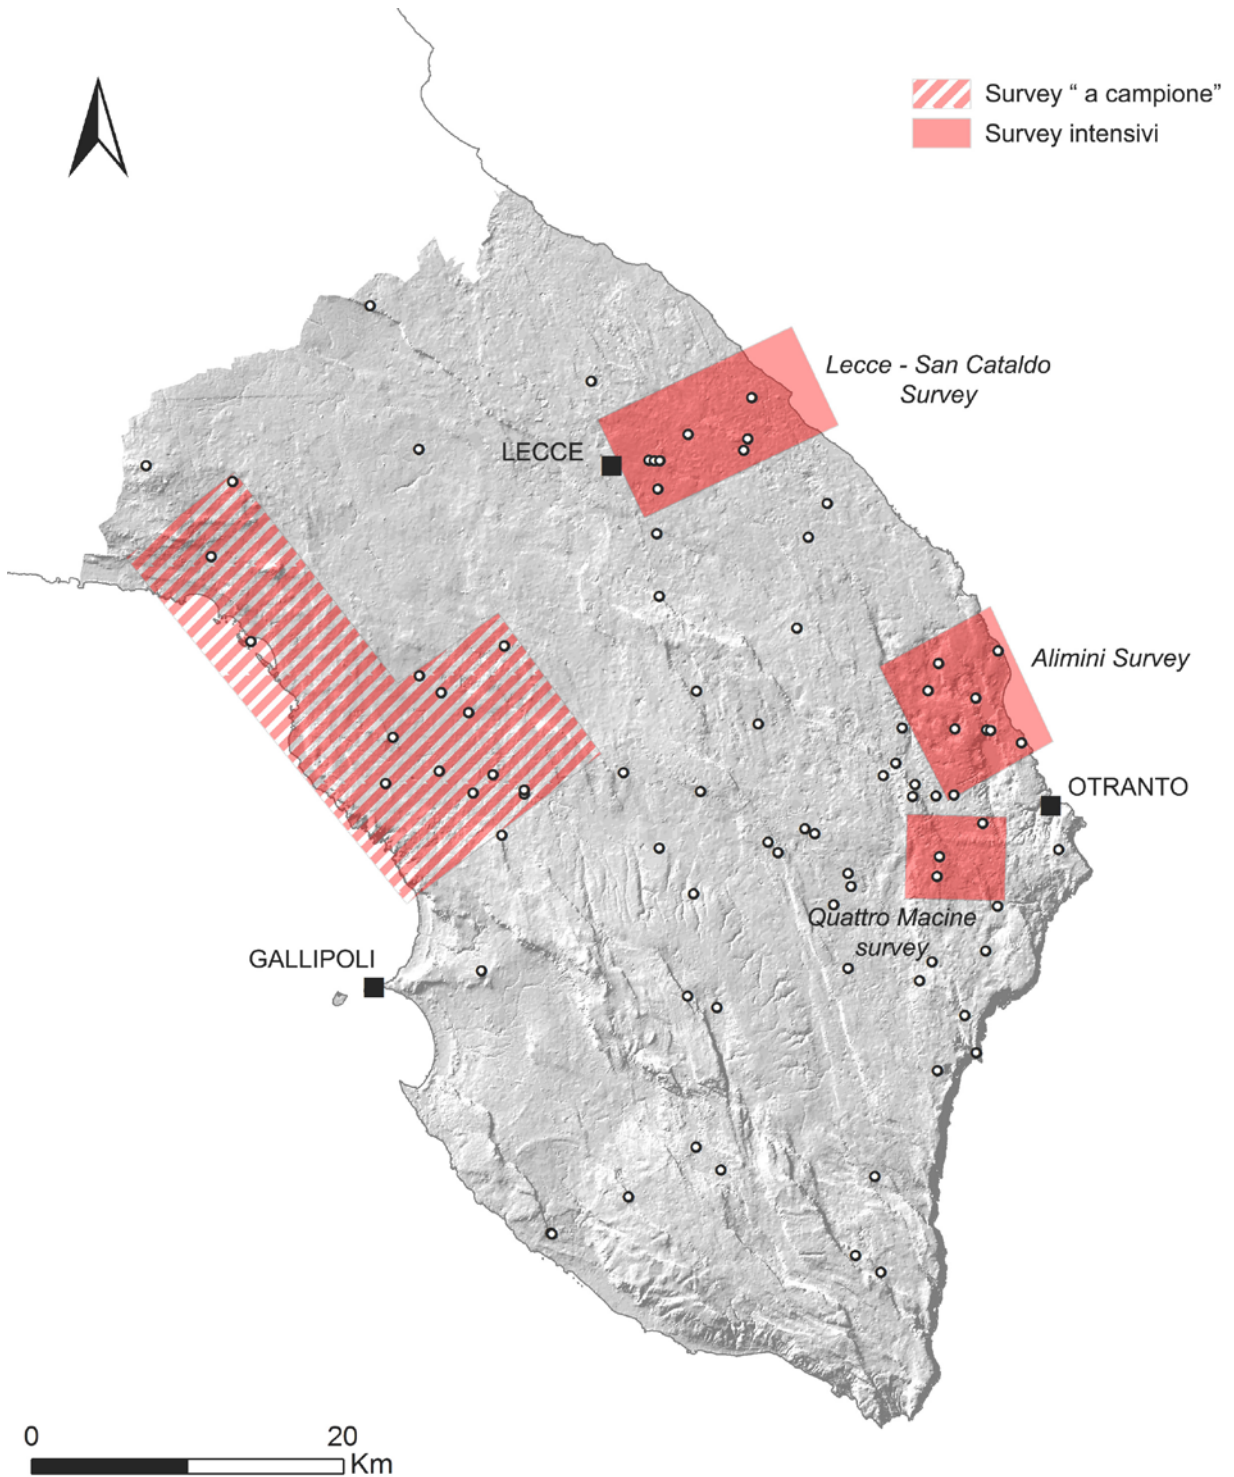 Survey “ a campione”
Survey intensivi
Lecce - San Cataldo
Survey
LECCE
Alimini Survey
OTRANTO
Quattro Macine
survey
GALLIPOLI
0 20
Km